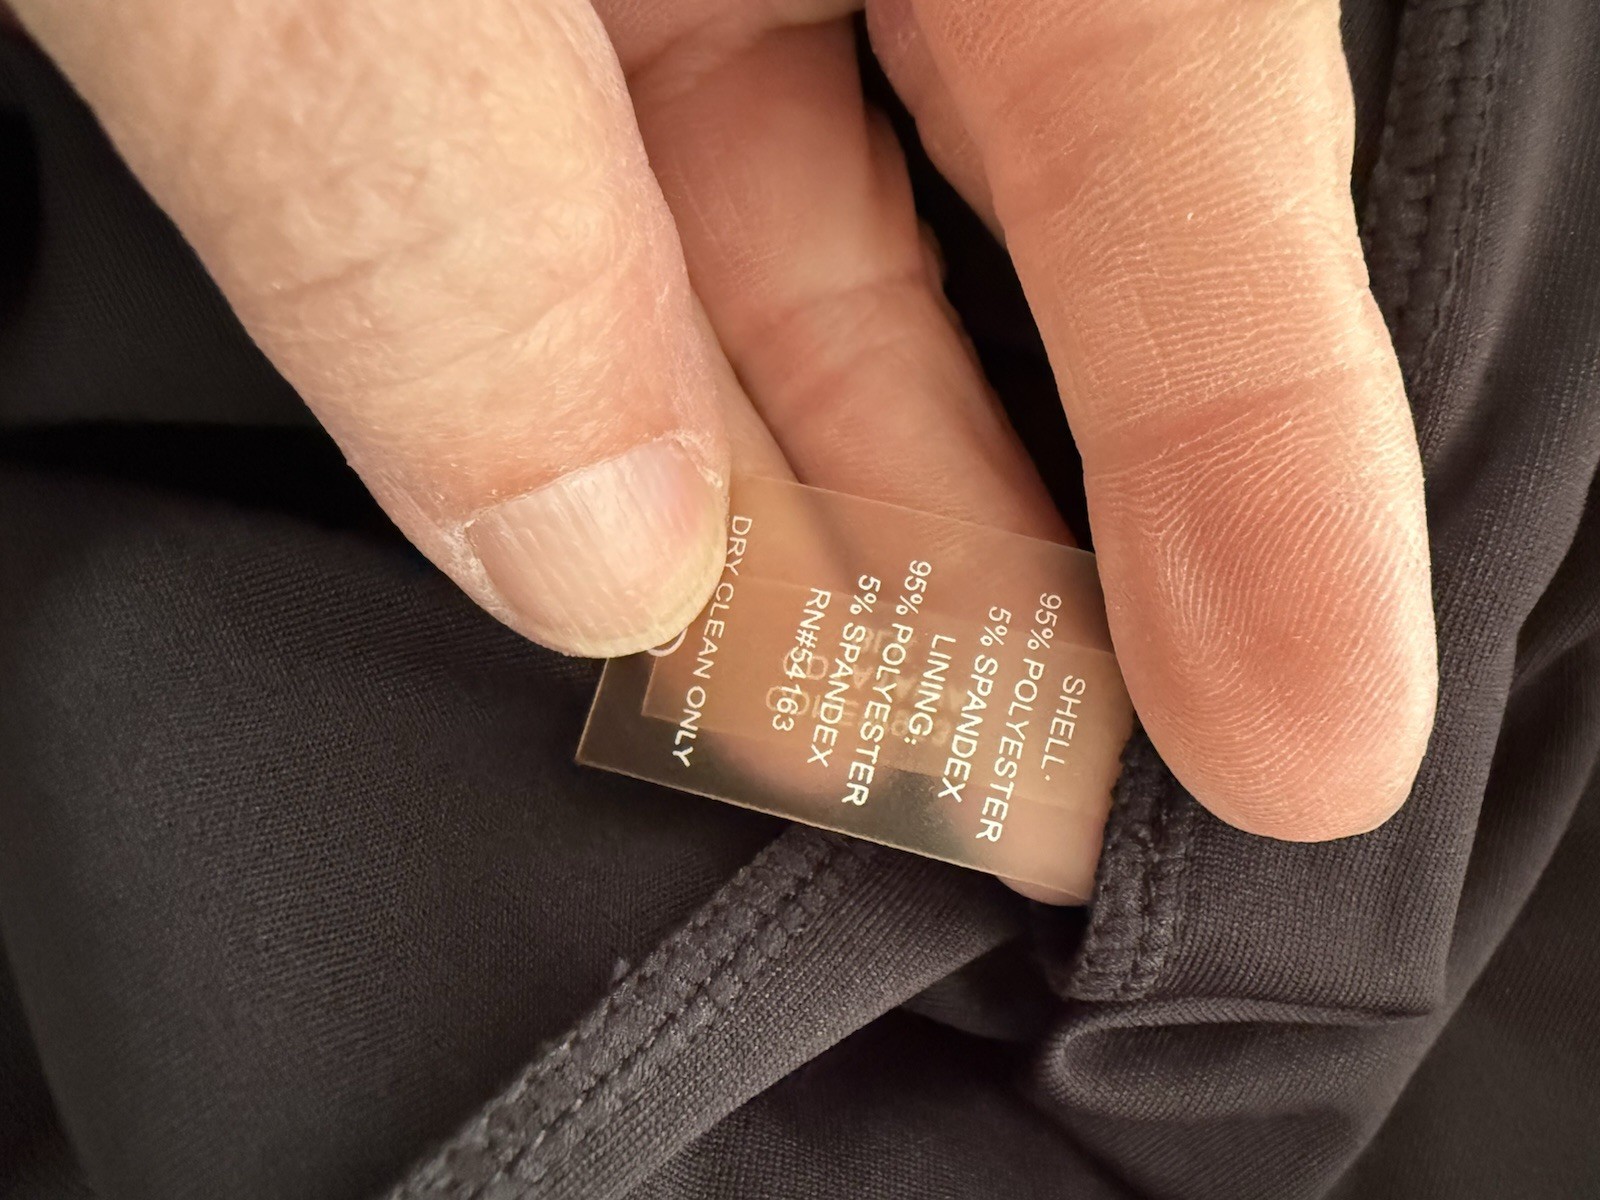 SHELL:
95% POLYESTER
5% SPANDEX
LINING:
95% POLYESTER
5% SPANDEX
RN#54163
DRY CLEAN ONLY